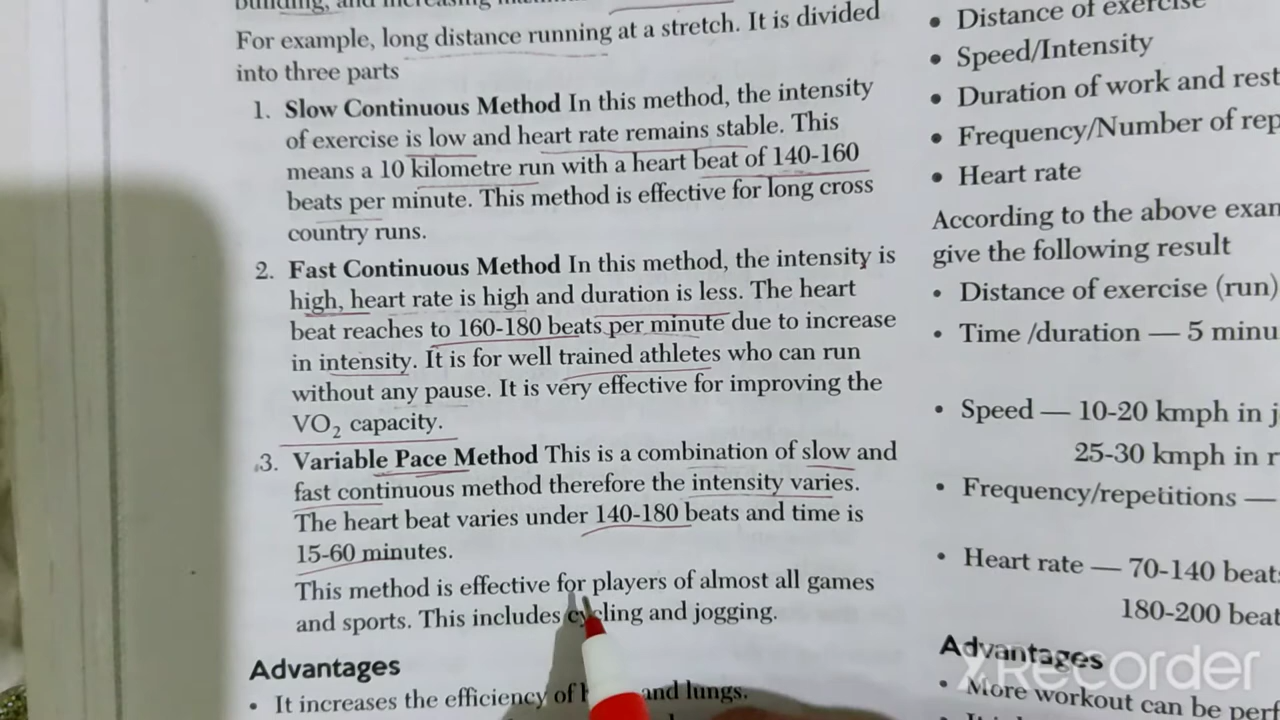 building, and increasing
For example, long distance running at a stretch. It is divided
into three parts
1. Slow Continuous Method In this method, the intensity
of exercise is low and heart rate remains stable. This
means a 10 kilometre run with a heart beat of 140-160
beats per minute. This method is effective for long cross
country runs.
2. Fast Continuous Method In this method, the intensity is
high, heart rate is high and duration is less. The heart
beat reaches to 160-180 beats per minute due to increase
in intensity. It is for well trained athletes who can run
without any pause. It is very effective for improving the
VO2 capacity.
3. Variable Pace Method This is a combination of slow and
fast continuous method therefore the intensity varies.
The heart beat varies under 140-180 beats and time is
15-60 minutes.
This method is effective for players of almost all games
and sports. This includes cycling and jogging.
Advantages
• It increases the efficiency of and lungs.
• Distance of exercise
• Speed/Intensity
• Duration of work and rest
• Frequency/Number of rep
• Heart rate
According to the above exam
give the following result
• Distance of exercise (run)
• Time /duration — 5 minu
• Speed — 10-20 kmph in j
25-30 kmph in r
• Frequency/repetitions —
• Heart rate — 70-140 beat
180-200 beat
Advantages
• More workout can be perf
XRecorder